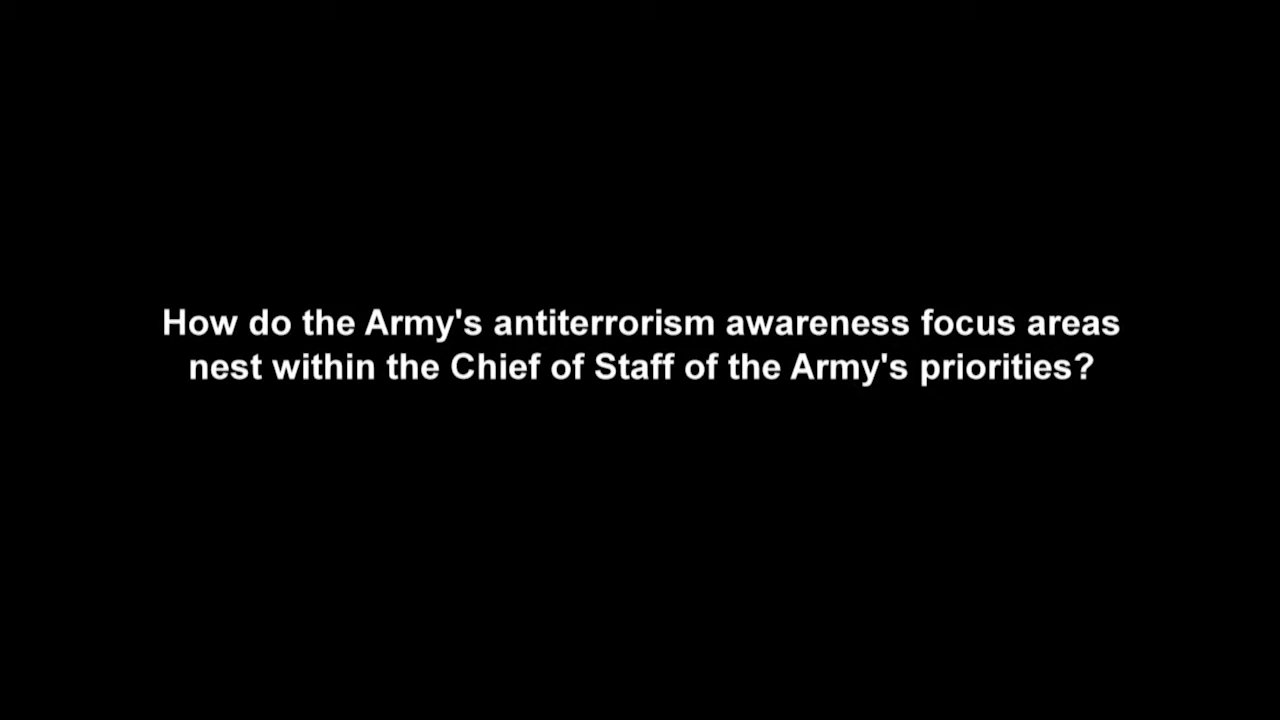 How do the Army's antiterrorism awareness focus areas
nest within the Chief of Staff of the Army's priorities?